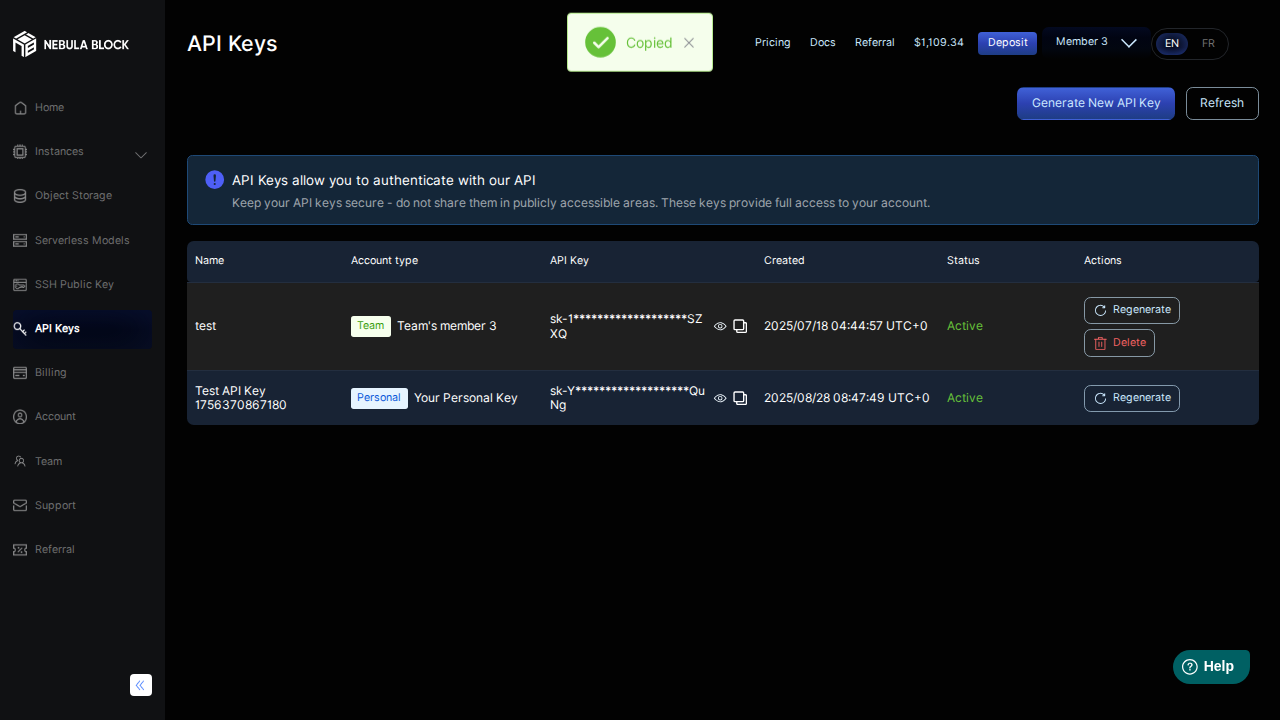 NEBULA BLOCK
API Keys
Copied
Pricing
Docs
Referral
$1,109.34
Deposit
Member 3
EN
FR
Home
Instances
Object Storage
Serverless Models
SSH Public Key
API Keys
Billing
Account
Team
Support
Referral
Generate New API Key
Refresh
API Keys allow you to authenticate with our API
Keep your API keys secure - do not share them in publicly accessible areas. These keys provide full access to your account.
Name
Account type
API Key
Created
Status
Actions
test
Team
Team's member 3
sk-1*******************SZ
XQ
2025/07/18 04:44:57 UTC+0
Active
Regenerate
Delete
Test API Key
1756370867180
Personal
Your Personal Key
sk-Y*******************Qu
Ng
2025/08/28 08:47:49 UTC+0
Active
Regenerate
Help